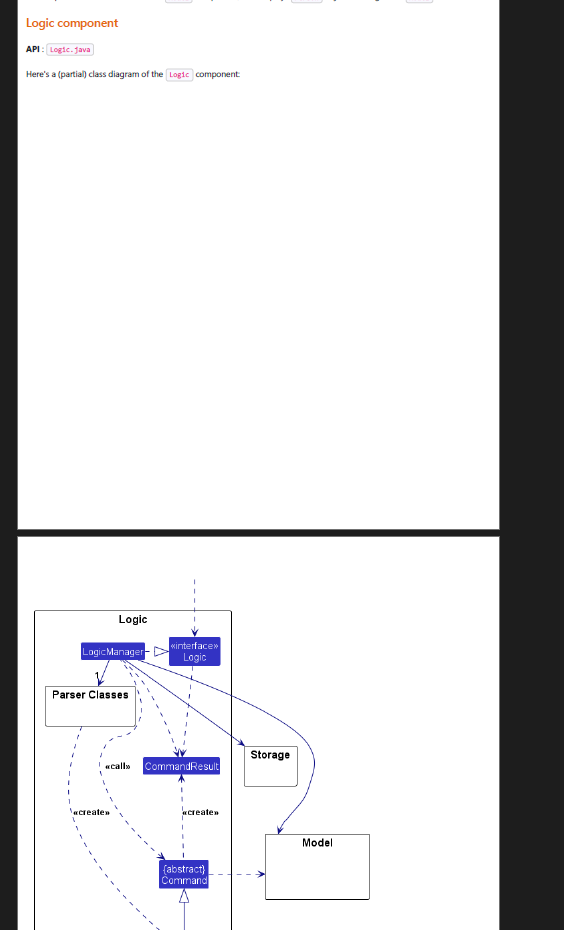 Logic component
API : Logic.java
Here's a (partial) class diagram of the Logic component:
Logic
LogicManager
«interface»
Logic
1
Parser Classes
Storage
«call»
CommandResult
«create»
«create»
Model
{abstract}
Command